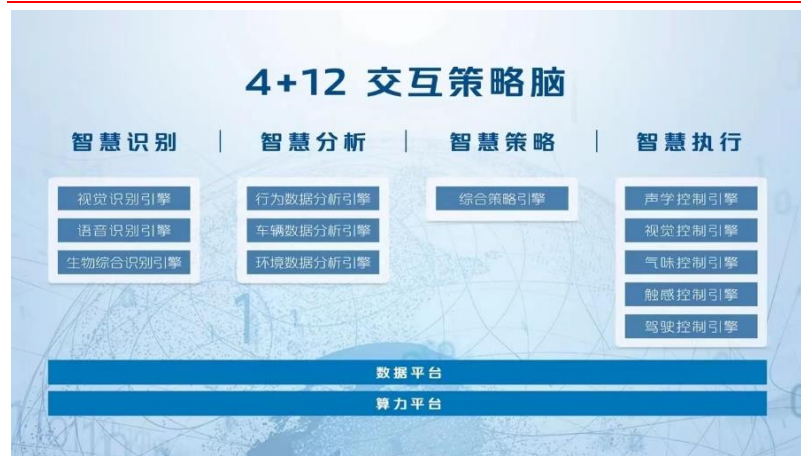 4+12 交互策略脑
智慧识别
智慧分析
智慧策略
智慧执行
视觉识别引擎
语音识别引擎
生物综合识别引擎
行为数据分析引擎
车辆数据分析引擎
环境数据分析引擎
综合策略引擎
声学控制引擎
视觉控制引擎
气味控制引擎
触感控制引擎
驾驶控制引擎
数据平台
算力平台